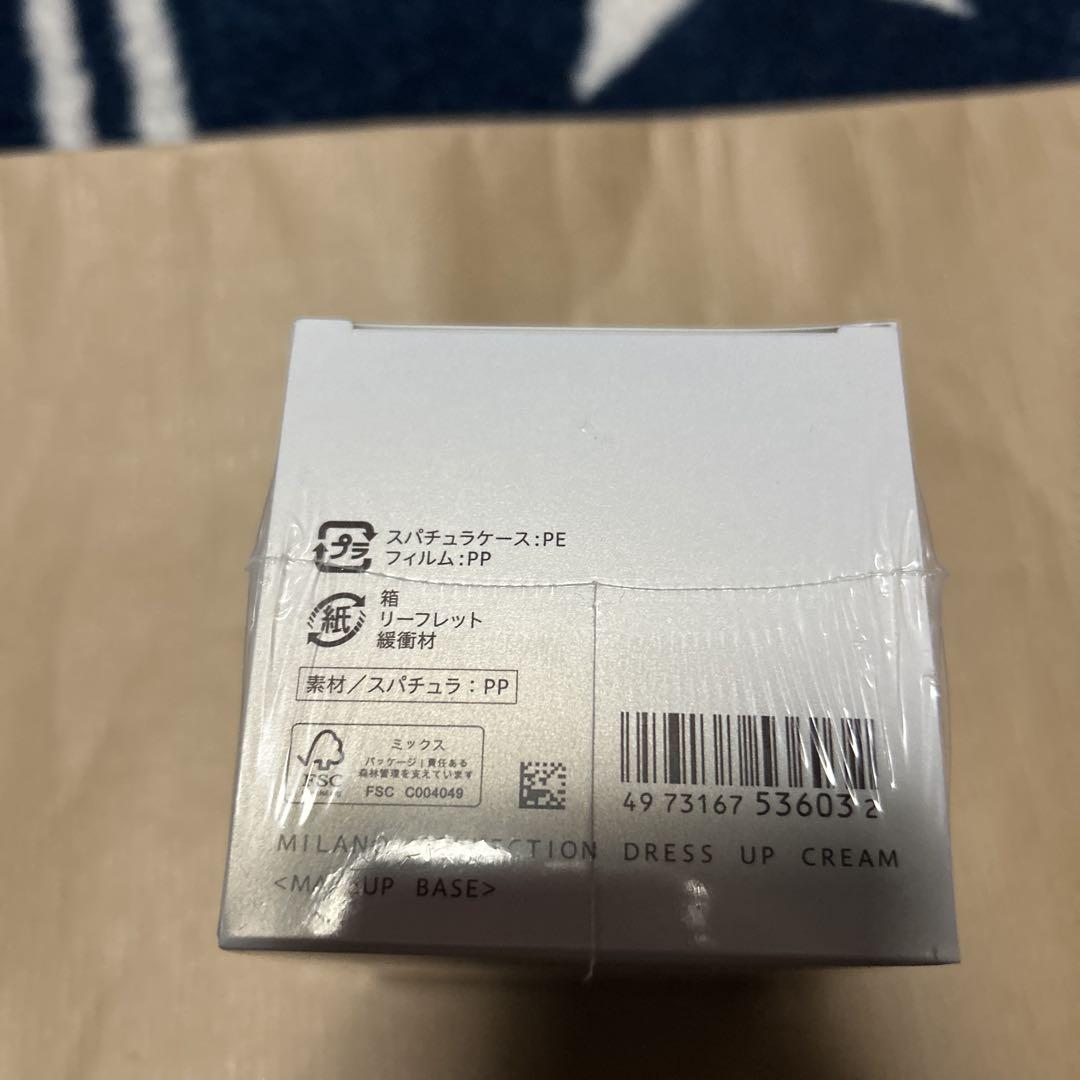 プラ
スパチュラケース:PE
フィルム:PP
紙
箱
リーフレット
緩衝材
素材/スパチュラ:PP
FSC
ミックス
パッケージ|責任ある
森林管理を支えています
FSC C004049
49 73167 53603 2
MILANO COLLECTION DRESS UP CREAM
<MAKEUP BASE>